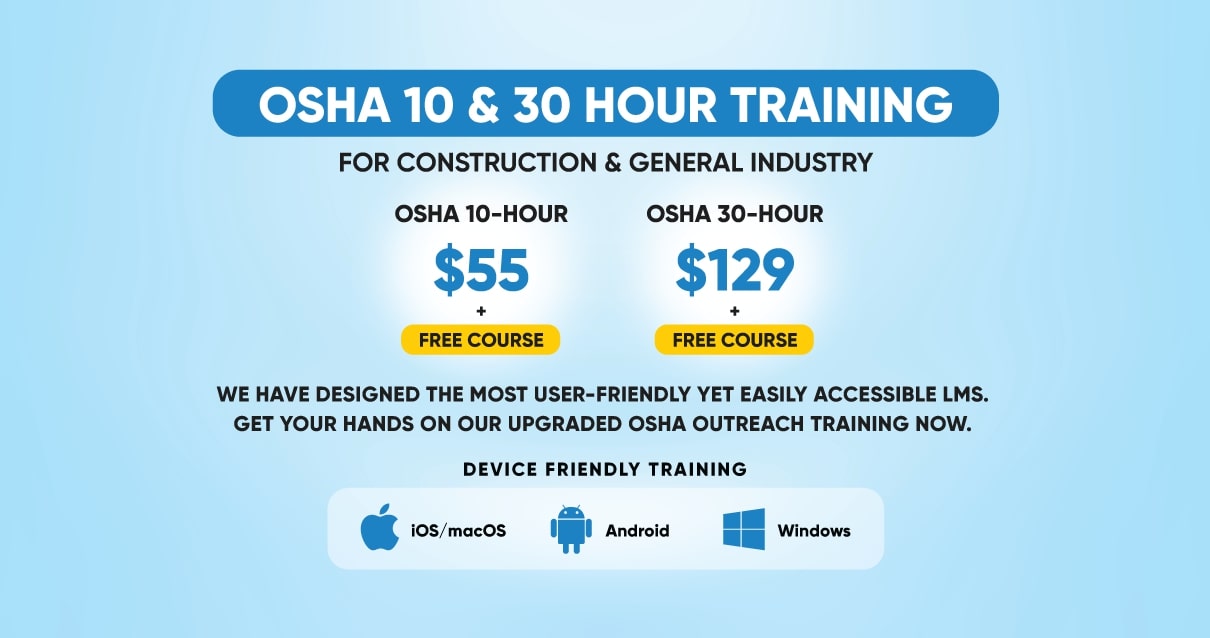 OSHA 10 & 30 HOUR TRAINING
FOR CONSTRUCTION & GENERAL INDUSTRY
OSHA 10-HOUR
$55
+
FREE COURSE
OSHA 30-HOUR
$129
+
FREE COURSE
WE HAVE DESIGNED THE MOST USER-FRIENDLY YET EASILY ACCESSIBLE LMS.
GET YOUR HANDS ON OUR UPGRADED OSHA OUTREACH TRAINING NOW.
DEVICE FRIENDLY TRAINING
iOS/macOS
Android
Windows